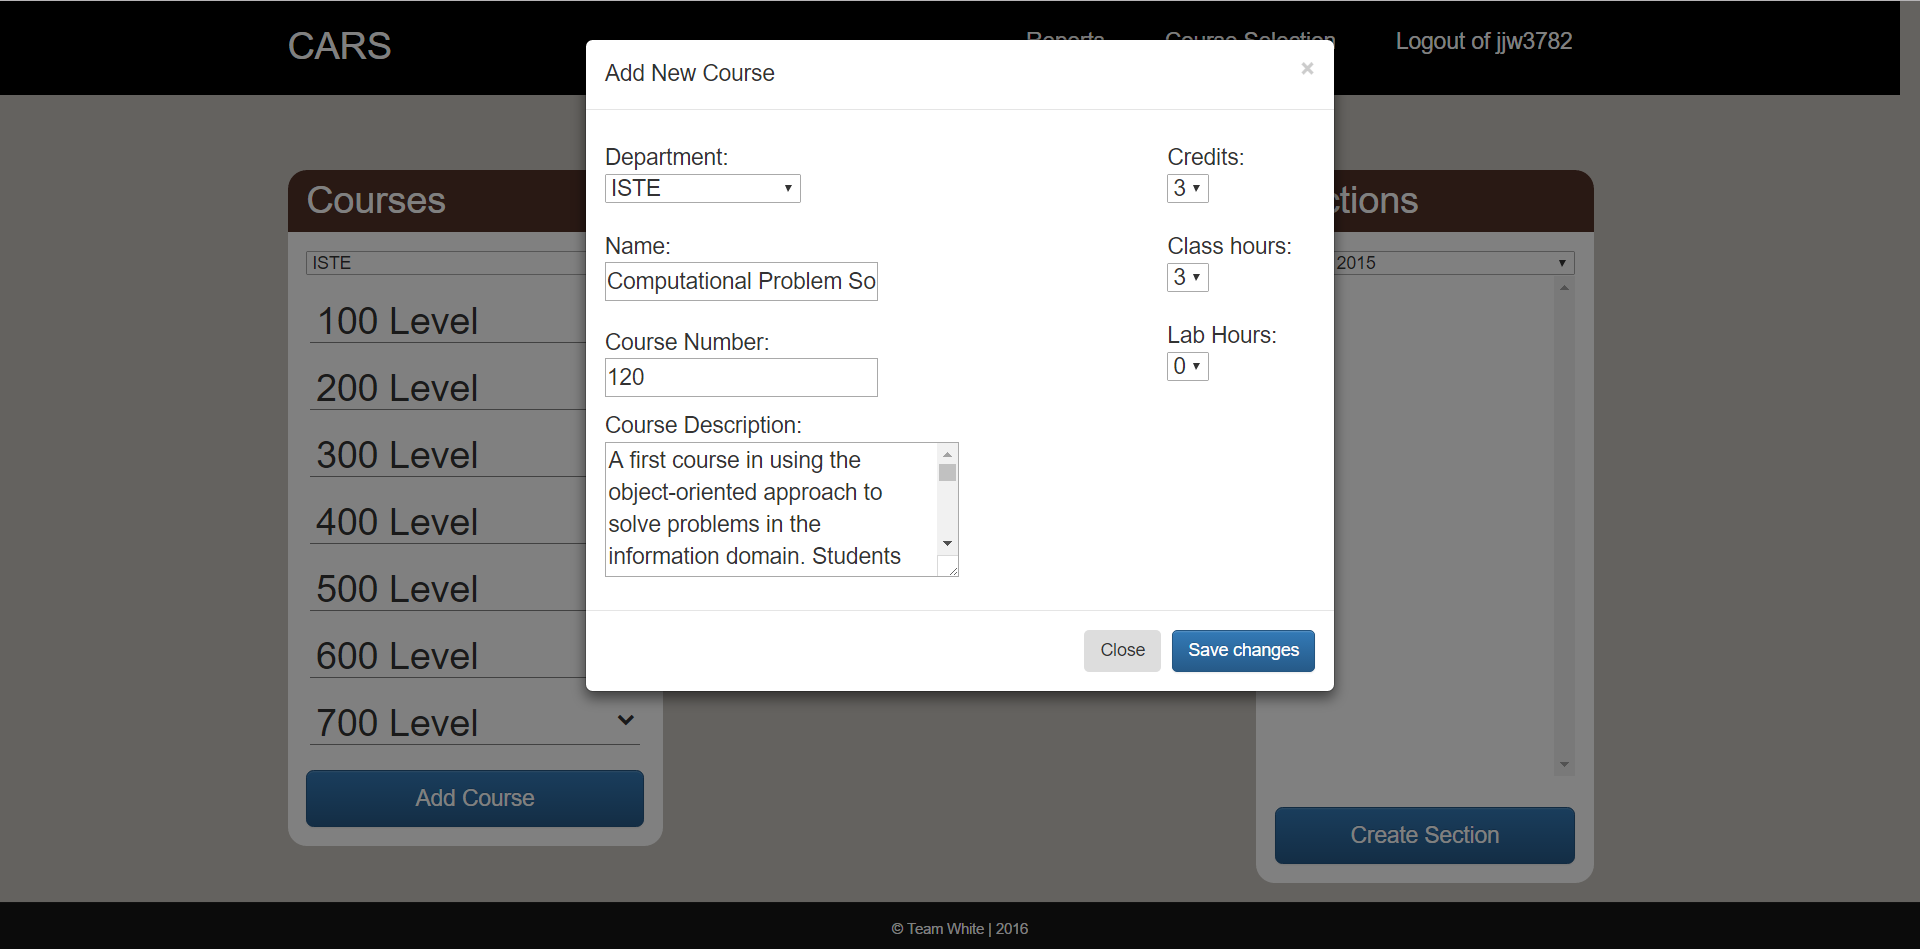 CARS
Reports
Course Selection
Logout of jjw3782
Add New Course
×
Department:
ISTE
Name:
Computational Problem So
Course Number:
120
Course Description:
A first course in using the
object-oriented approach to
solve problems in the
information domain. Students
Credits:
3
Class hours:
3
Lab Hours:
0
Close
Save changes
Courses
ISTE
100 Level
200 Level
300 Level
400 Level
500 Level
600 Level
700 Level
Add Course
ctions
2015
Create Section
© Team White | 2016